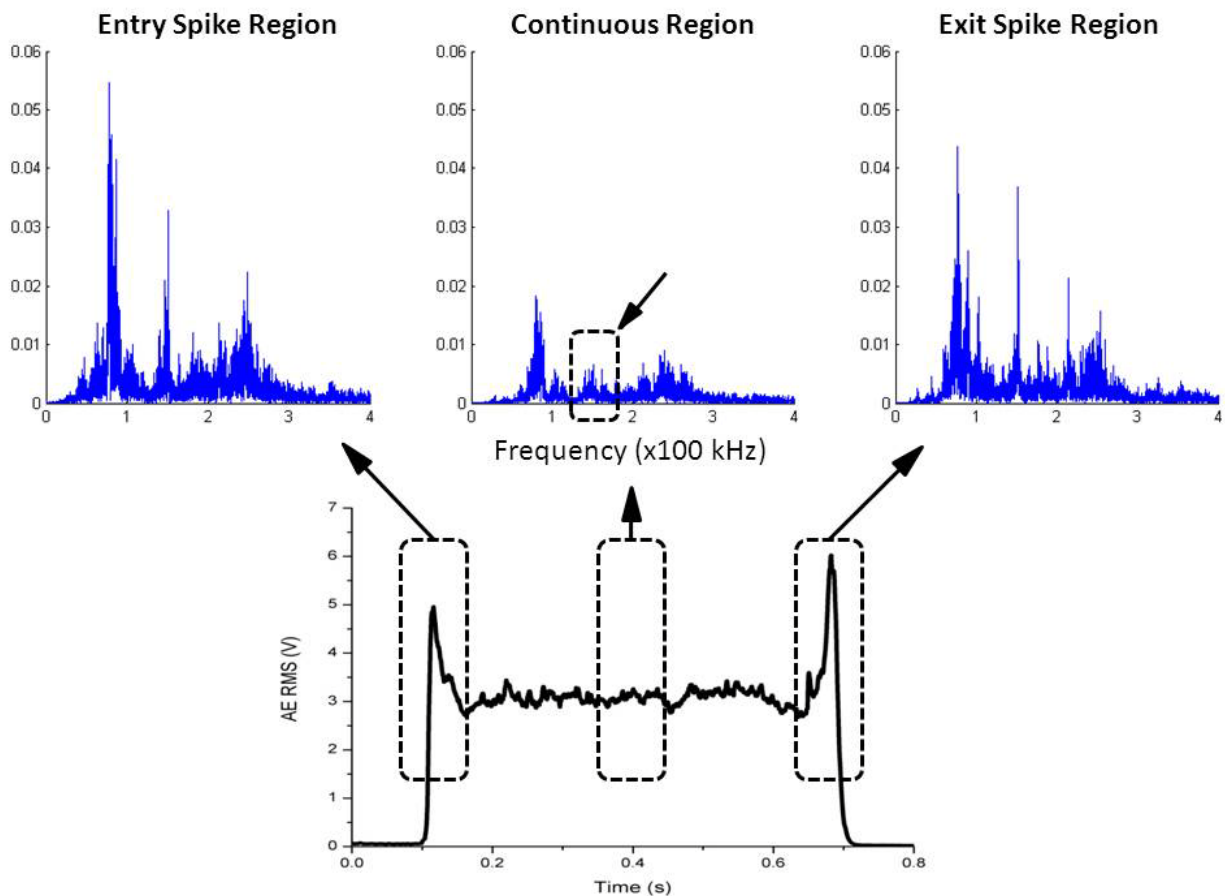 Entry Spike Region
Continuous Region
Exit Spike Region
0.06
0.05
0.04
0.03
0.02
0.01
0
0 1 2 3 4
0.06
0.05
0.04
0.03
0.02
0.01
0
0 1 2 3 4
0.06
0.05
0.04
0.03
0.02
0.01
0
0 1 2 3 4
Frequency (x100 kHz)
7
6
5
4
3
2
1
0
AE RMS (V)
0.0 0.2 0.4 0.6 0.8
Time (s)